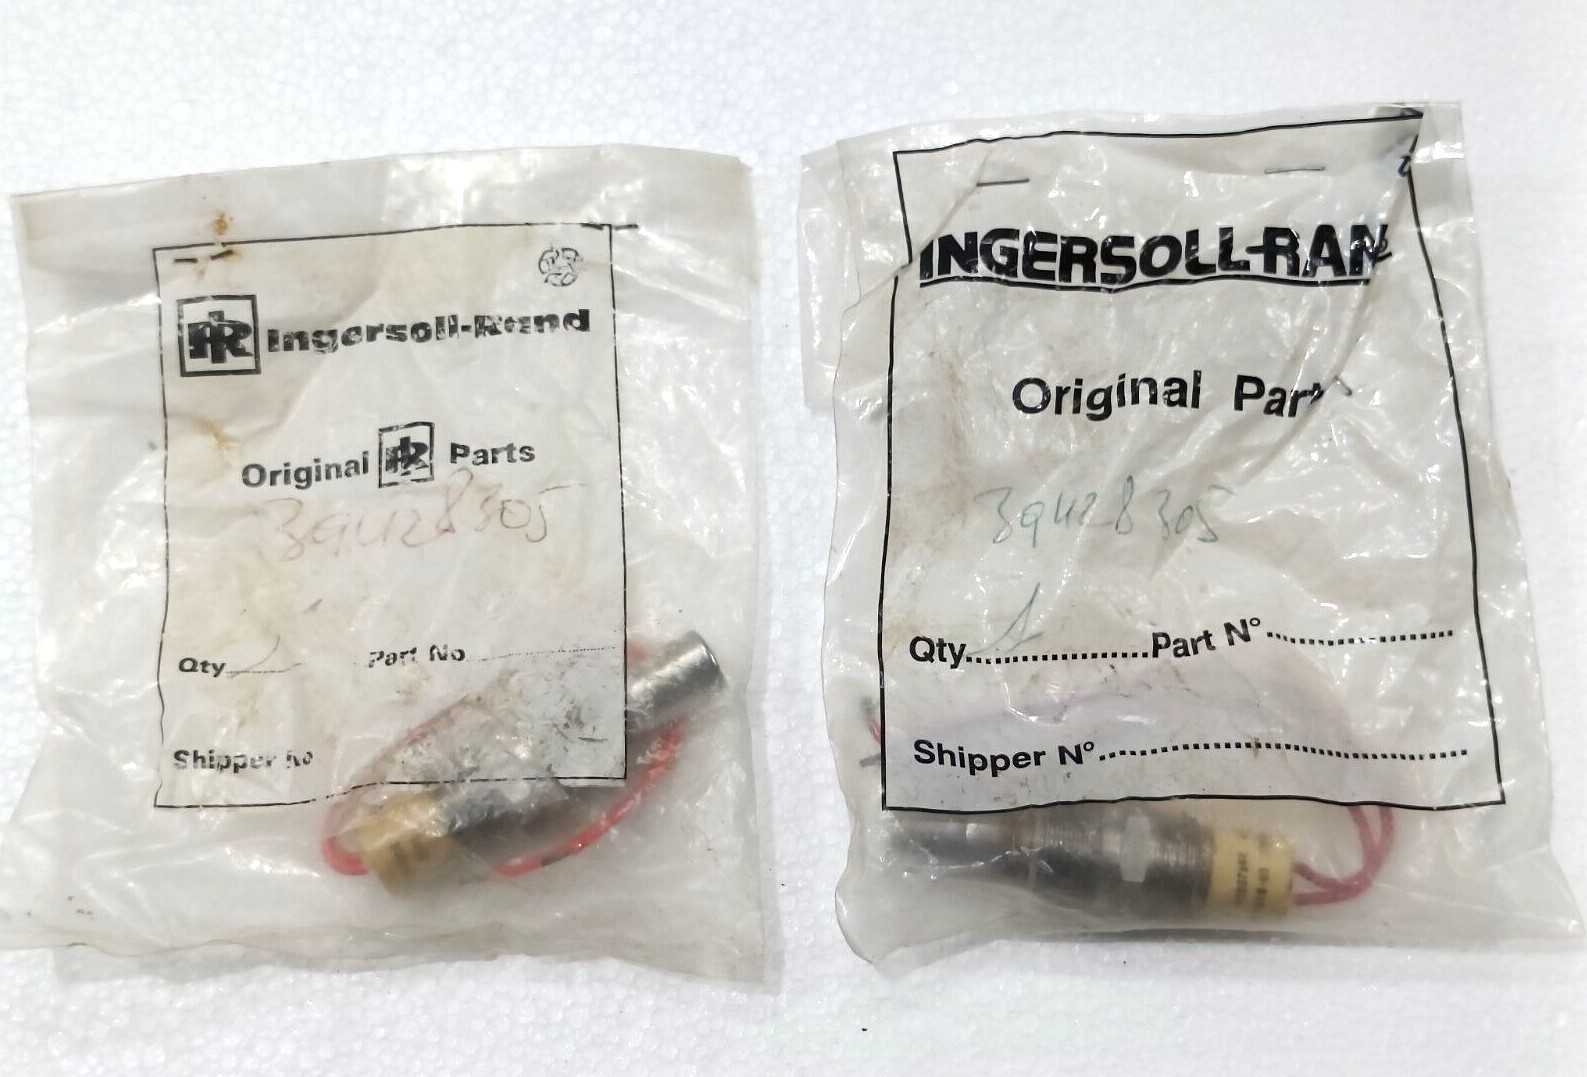 IR Ingersoll-Rand
Original IR Parts
39428305
Qty 1 Part No
Shipper No
INGERSOLL-RAN
Original Part
39428305
Qty 1 Part N°
Shipper N°